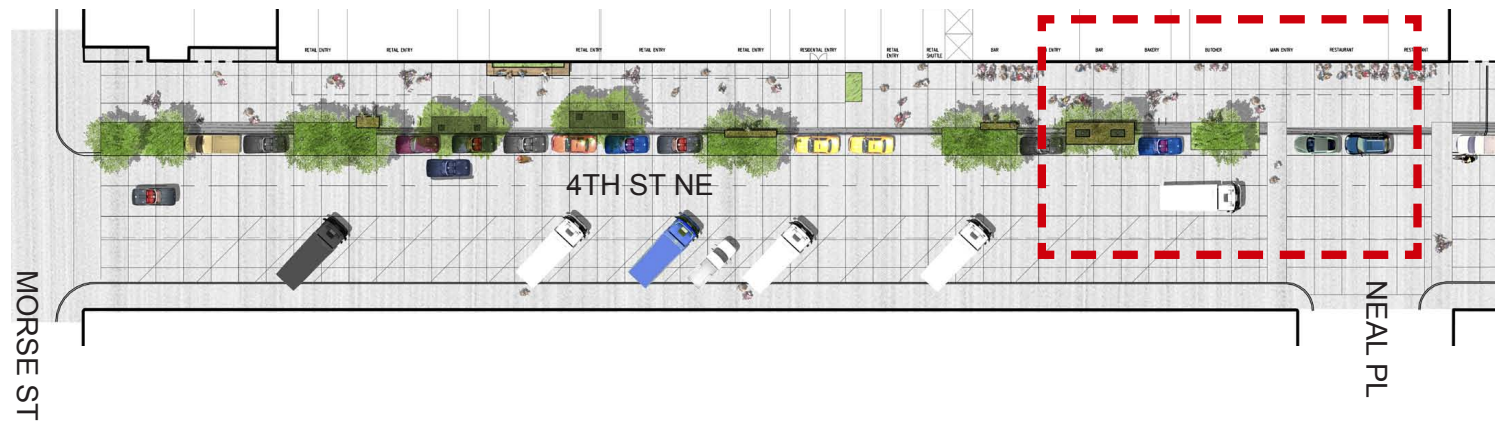 RETAIL ENTRY
RETAIL ENTRY
RETAIL ENTRY
RETAIL ENTRY
RETAIL ENTRY
RESIDENTIAL ENTRY
RETAIL
ENTRY
RETAIL
SHUTTLE
BAR
ENTRY
BAR
BAKERY
BUTCHER
MAIN ENTRY
RESTAURANT
4TH ST NE
MORSE ST
NEAL PL